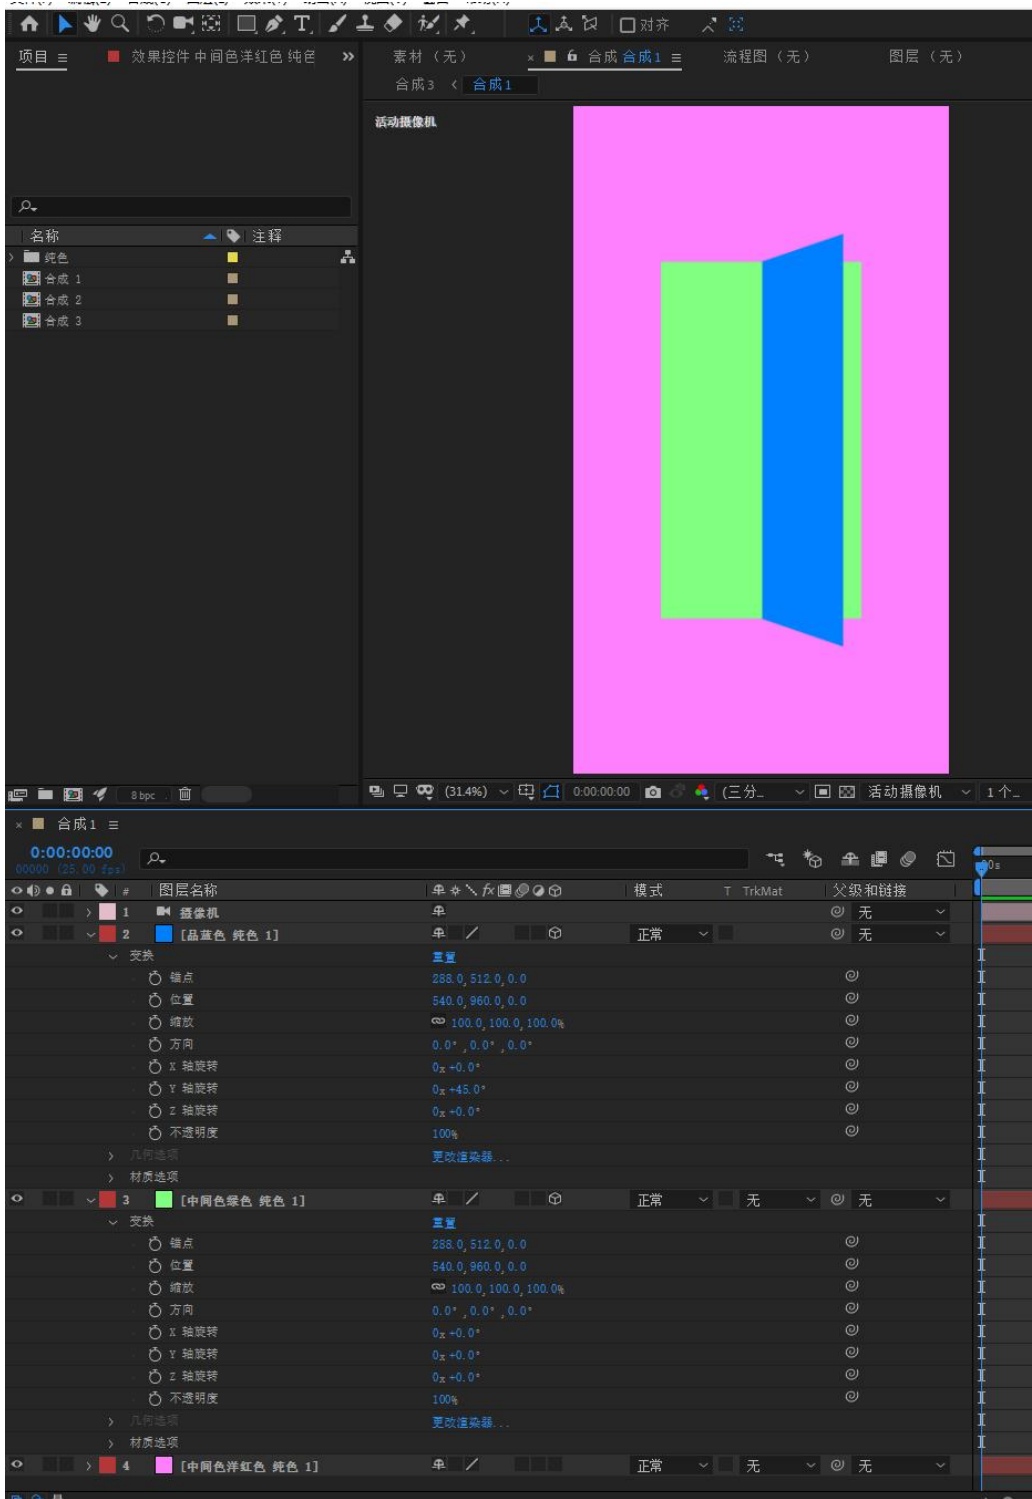 对齐
项目
效果控件 中间色洋红色 纯色
素材 （无）
合成 合成1
流程图 （无）
图层 （无）
合成3 < 合成1
活动摄像机
名称
注释
纯色
合成 1
合成 2
合成 3
8 bpc
(31.4%)
0:00:00:00
(三分_
活动摄像机
1个_
合成1
0:00:00:00
00000 (25.00 fps)
00s
#
图层名称
模式
T TrkMat
父级和链接
1 摄像机
无
2 [品蓝色 纯色 1]
正常
无
变换
重置
锚点
288.0, 512.0, 0.0
位置
540.0, 960.0, 0.0
缩放
100.0, 100.0, 100.0%
方向
0.0°, 0.0°, 0.0°
X 轴旋转
0x+0.0°
Y 轴旋转
0x+45.0°
Z 轴旋转
0x+0.0°
不透明度
100%
几何选项
更改渲染器...
材质选项
3 [中间色绿色 纯色 1]
正常
无
无
变换
重置
锚点
288.0, 512.0, 0.0
位置
540.0, 960.0, 0.0
缩放
100.0, 100.0, 100.0%
方向
0.0°, 0.0°, 0.0°
X 轴旋转
0x+0.0°
Y 轴旋转
0x+0.0°
Z 轴旋转
0x+0.0°
不透明度
100%
几何选项
更改渲染器...
材质选项
4 [中间色洋红色 纯色 1]
正常
无
无